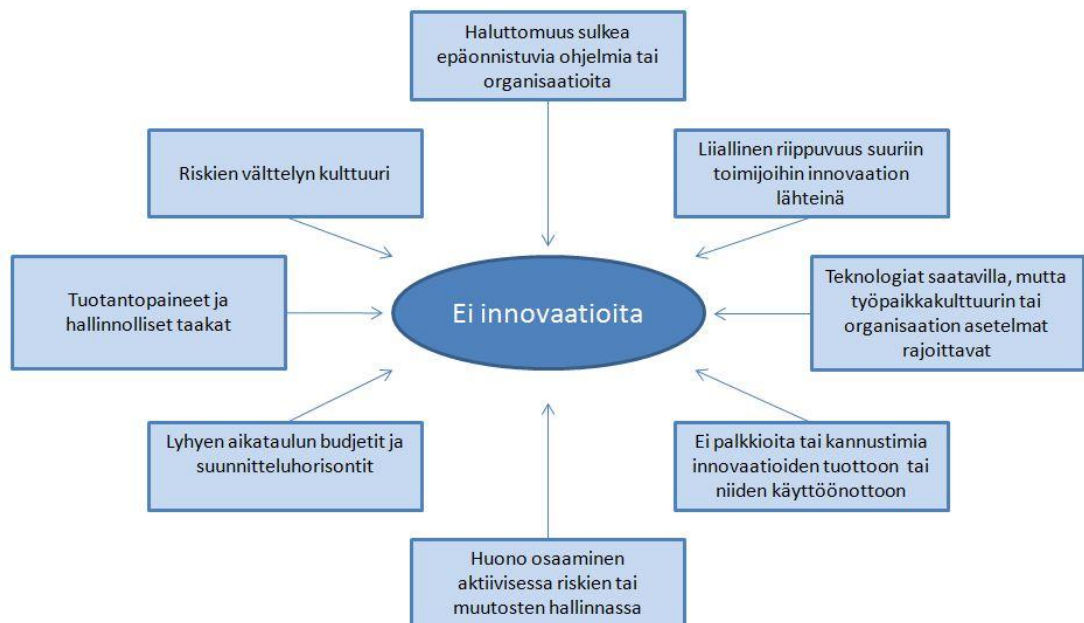 Haluttomuus sulkea
epäonnistuvia ohjelmia tai
organisaatioita
Riskien välttelyn kulttuuri
Liiallinen riippuvuus suuriin
toimijoihin innovaation
lähteinä
Tuotantopaineet ja
hallinnolliset taakat
Ei innovaatioita
Teknologiat saatavilla, mutta
työpaikkakulttuurin tai
organisaation asetelmat
rajoittavat
Lyhyen aikataulun budjetit ja
suunnitteluhorisontit
Ei palkkioita tai kannustimia
innovaatioiden tuottoon tai
niiden käyttöönottoon
Huono osaaminen
aktiivisessa riskien tai
muutosten hallinnassa